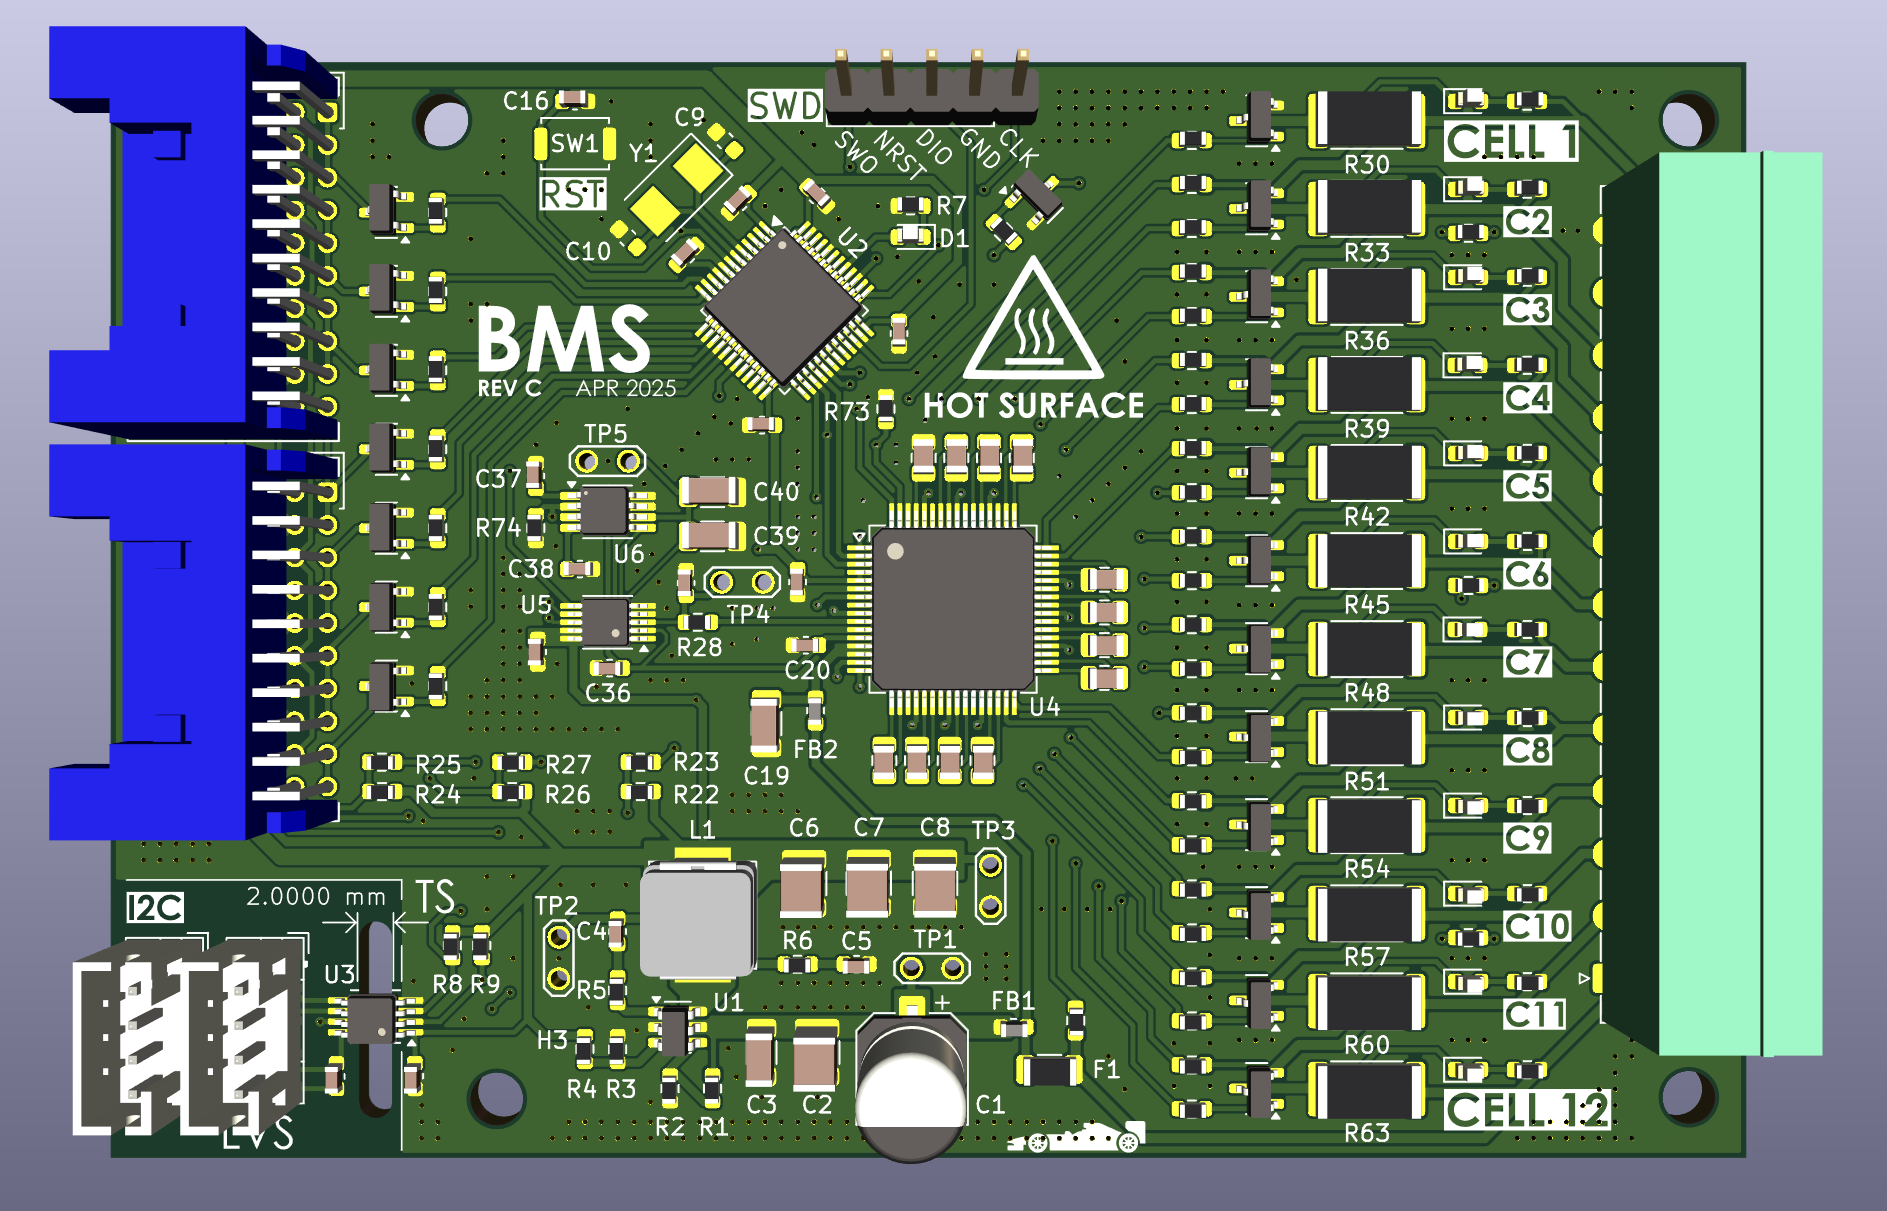 C16
C9
SWD
SW1
Y1
SWO
NRST
DIO
GND
CLK
CELL 1
R30
RST
R7
C2
C10
U2
D1
R33
C3
BMS
REV C
APR 2025
R36
C4
R73
HOT SURFACE
R39
TP5
C37
C40
C5
R74
C39
R42
U6
C38
C6
U5
TP4
R45
R28
C20
C7
C36
R48
U4
FB2
C8
C19
R25
R27
R23
R51
R24
R26
R22
L1
C6
C7
C8
TP3
C9
R54
I2C
2.0000 mm
TS
TP2
C4
R6
C5
TP1
C10
R57
U3
R8
R9
R5
U1
+
FB1
C11
H3
R60
R4
R3
F1
C3
C2
C1
CELL 12
R2
R1
R63